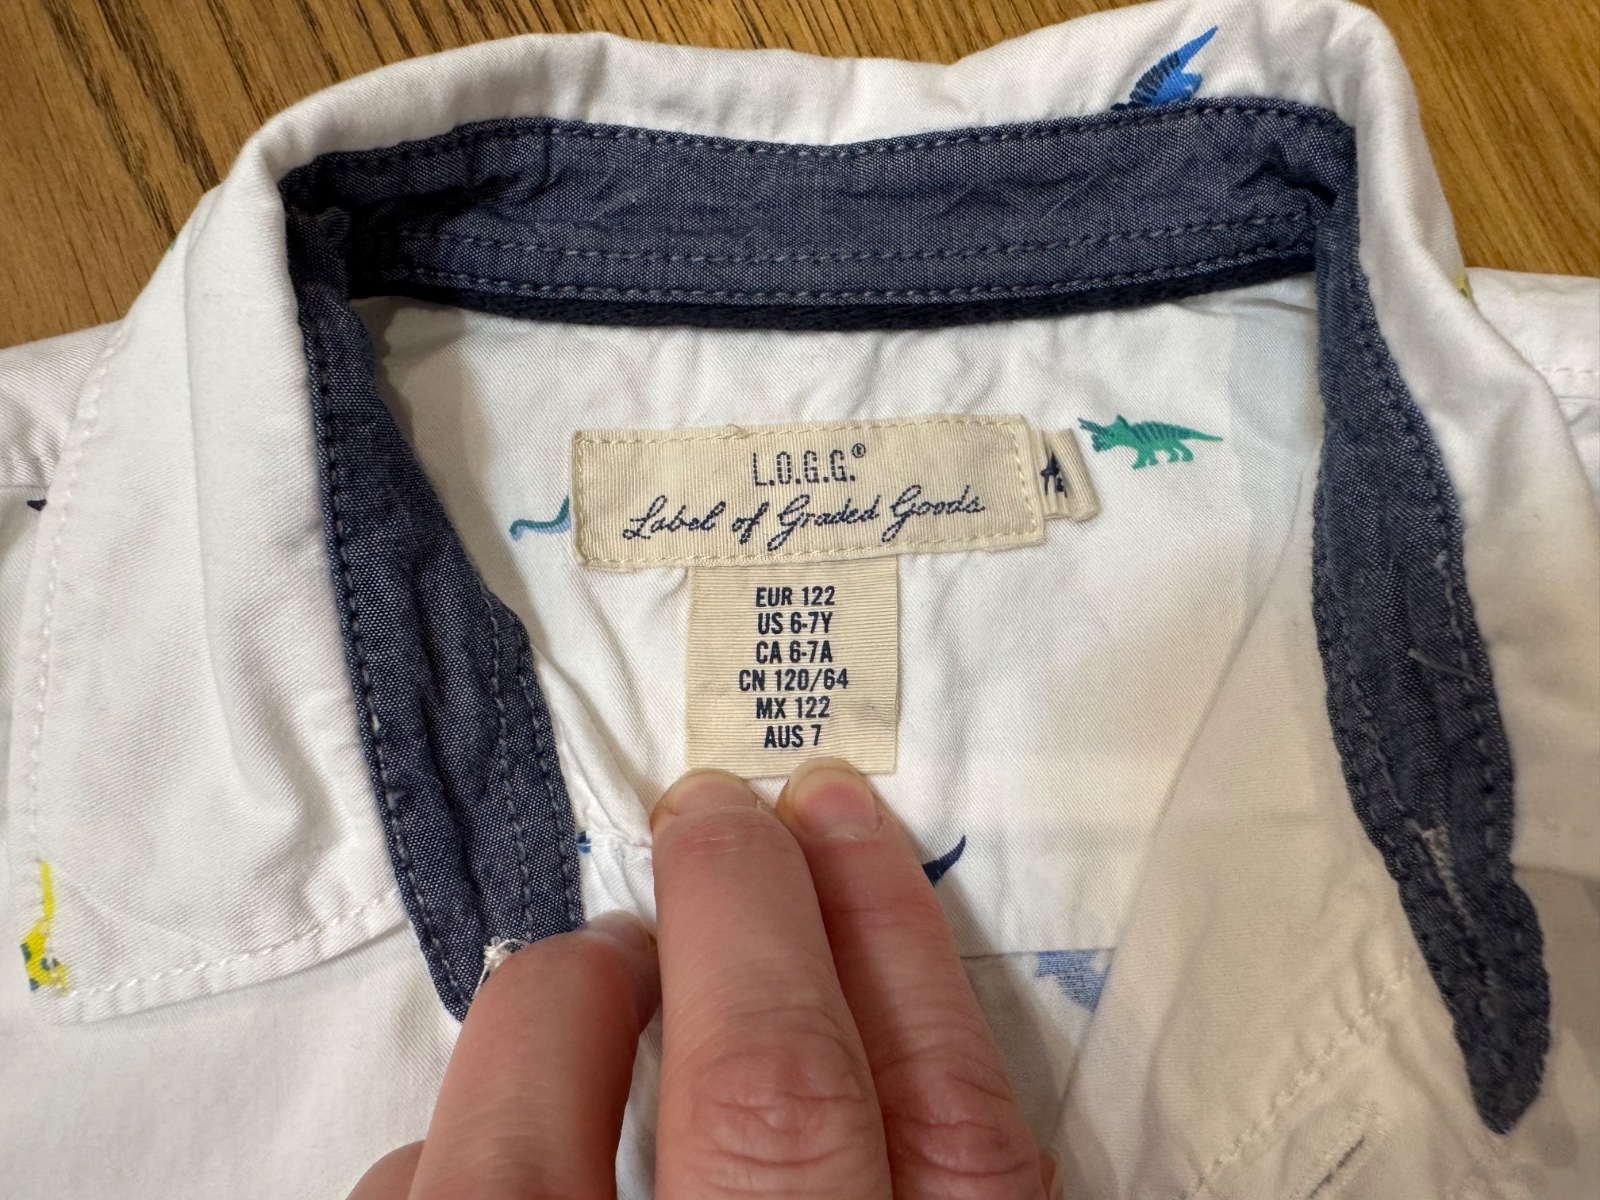 L.O.G.G.®
Label of Graded Goods
EUR 122
US 6-7Y
CA 6-7A
CN 120/64
MX 122
AUS 7